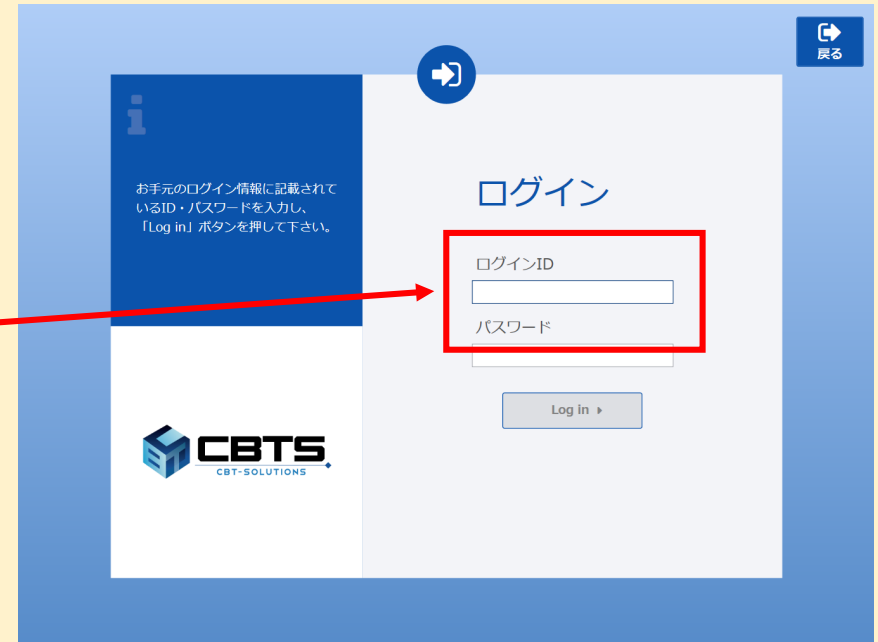 戻る
お手元のログイン情報に記載されて
いるID・パスワードを入力し、
「Log in」ボタンを押して下さい。
ログイン
ログインID
パスワード
Log in
CBTS
CBT-SOLUTIONS